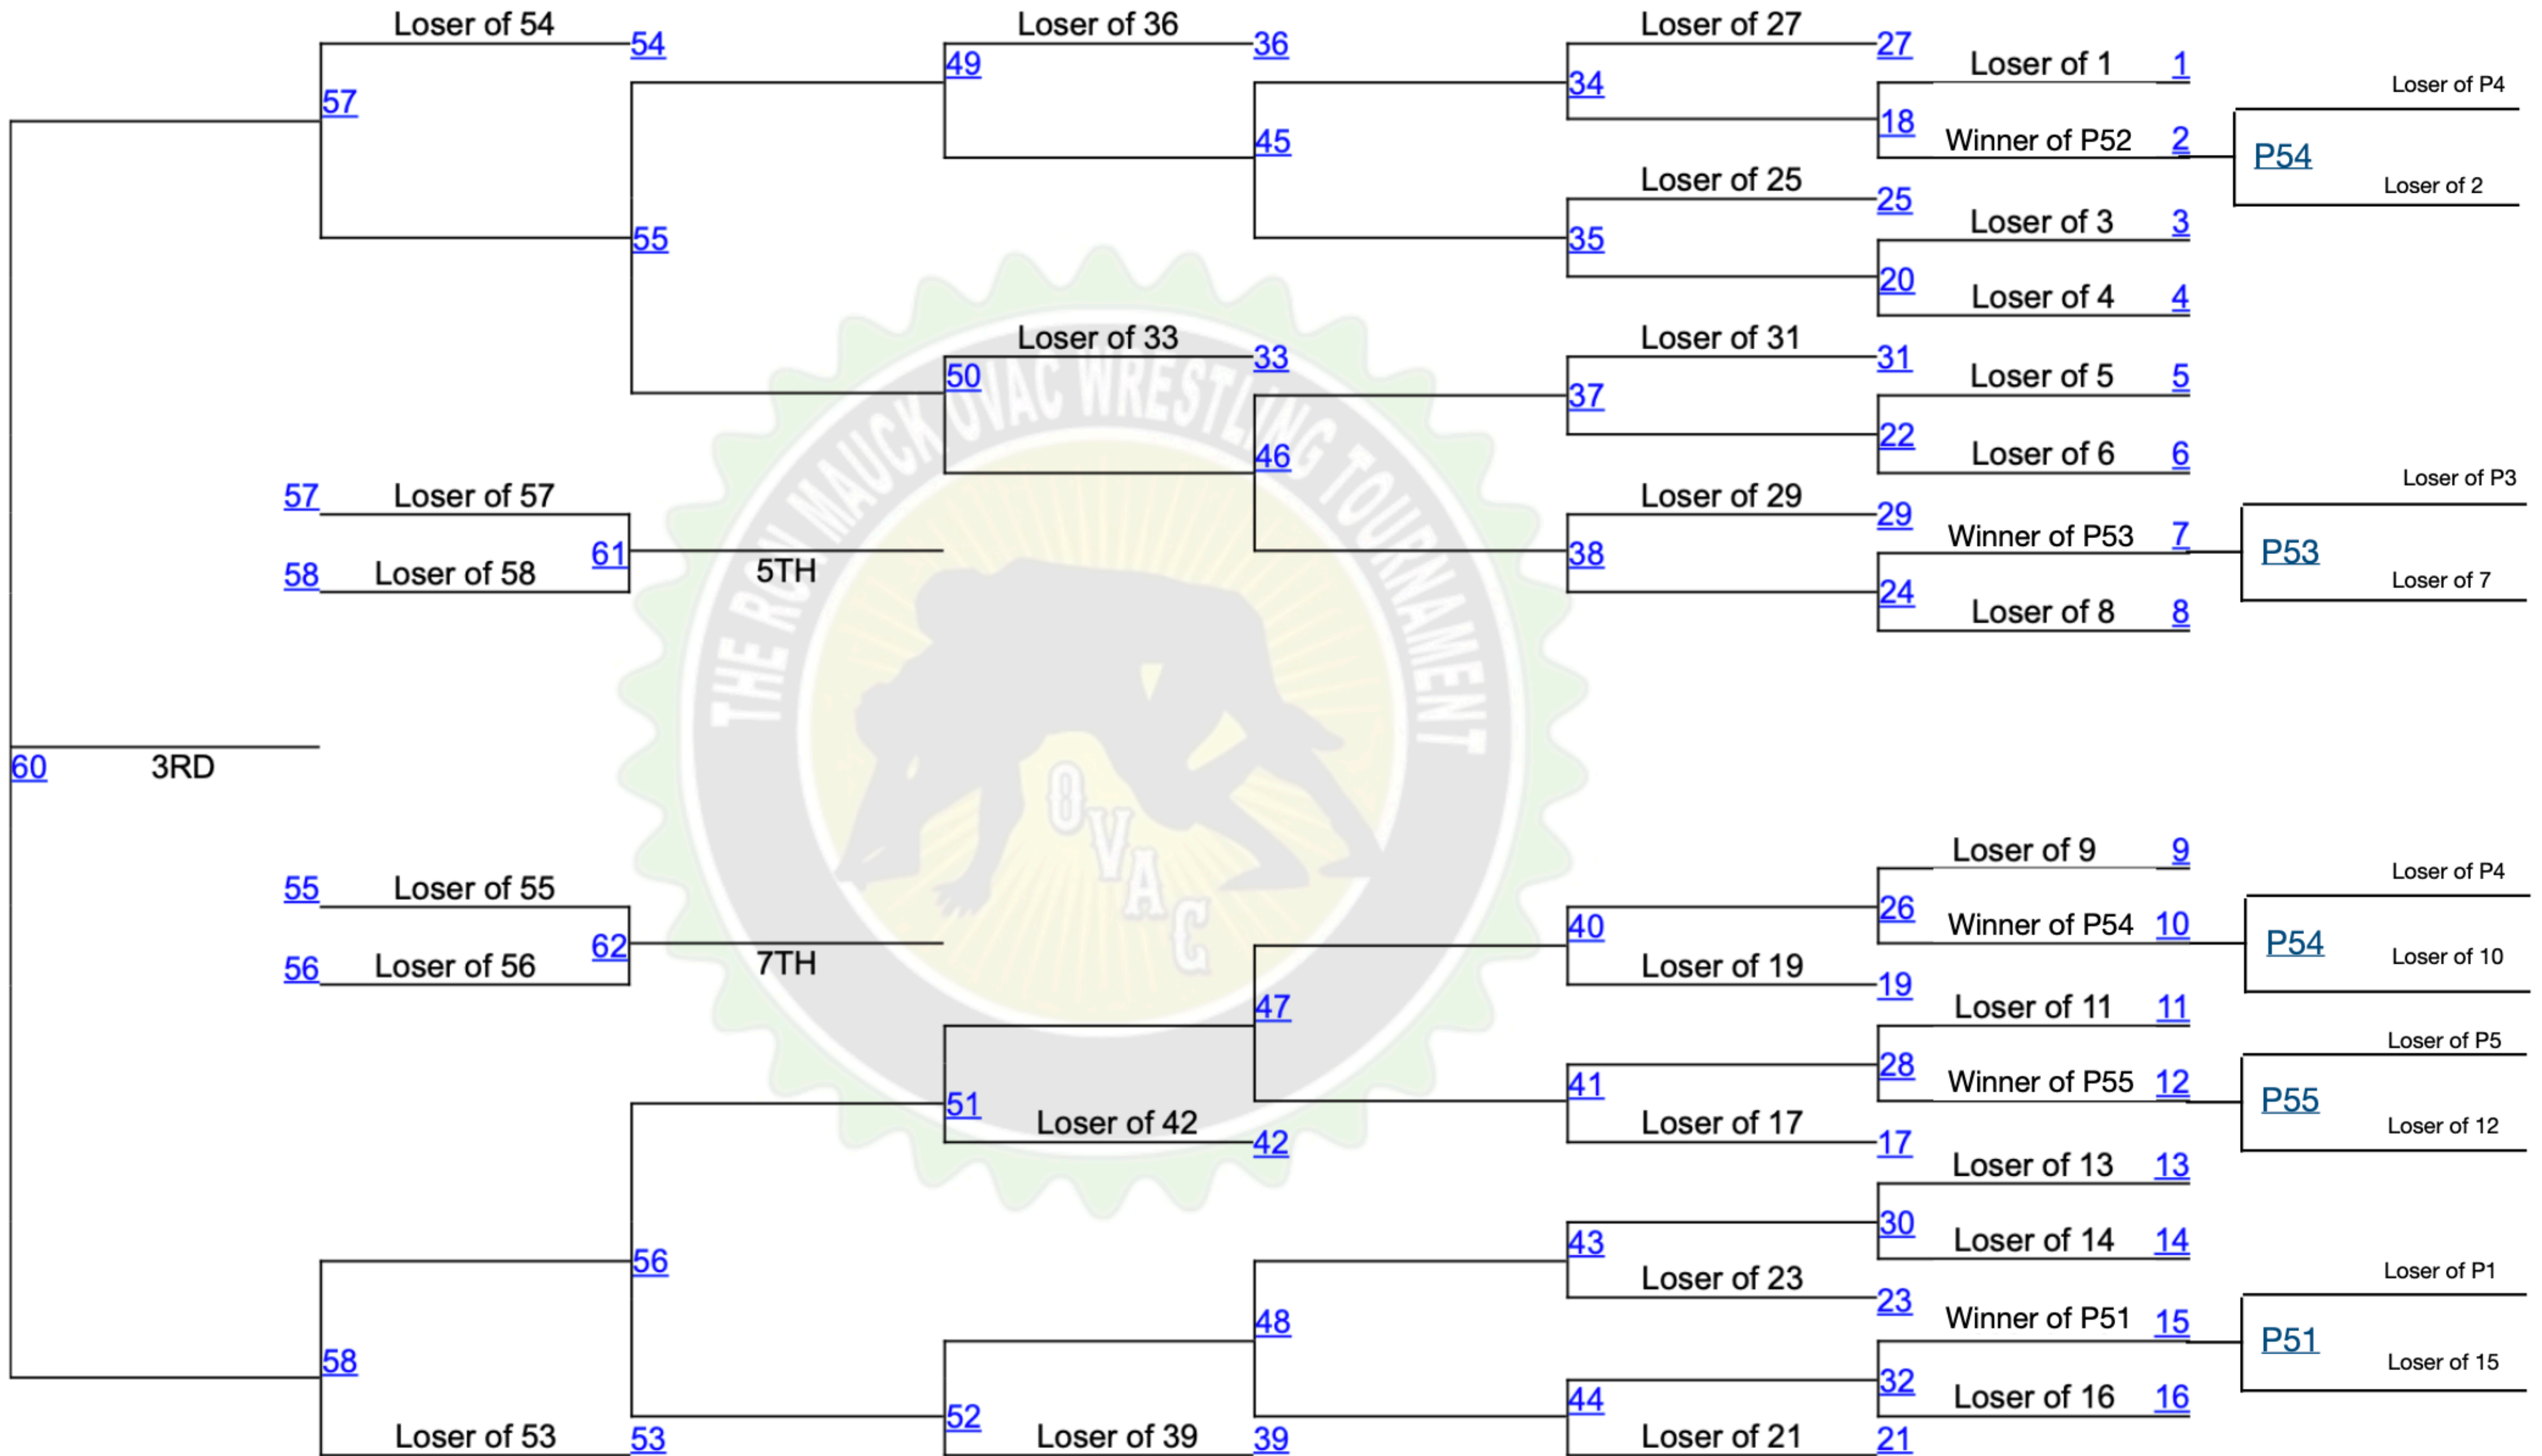 Loser of 54 54
Loser of 36 36
Loser of 27 27
49
Loser of 1 1
34
Loser of P4
57
18
Winner of P52 2
P54
45
Loser of 25 25
Loser of 2
55
35
Loser of 3 3
20
Loser of 4 4
Loser of 33 33
Loser of 31 31
50
37
Loser of 5 5
46
22
Loser of 6 6
57 Loser of 57
Loser of 29 29
Loser of P3
61
5TH
38
Winner of P53 7
P53
58 Loser of 58
24
Loser of 8 8
Loser of 7
THE RON MAUCK OVAC WRESTLING TOURNAMENT
60
3RD
OVAC
55 Loser of 55
40
Loser of 9 9
26
Loser of P4
62
7TH
Winner of P54 10
P54
56 Loser of 56
Loser of 19 19
Loser of 10
47
Loser of 11 11
51
41
28
Loser of P5
Winner of P55 12
P55
Loser of 42 42
Loser of 17 17
Loser of 12
Loser of 13 13
56
43
30
Loser of 14 14
Loser of 23 23
Loser of P1
48
Winner of P51 15
P51
58
32
Loser of 15
52
44
Loser of 16 16
Loser of 53 53
Loser of 39 39
Loser of 21 21